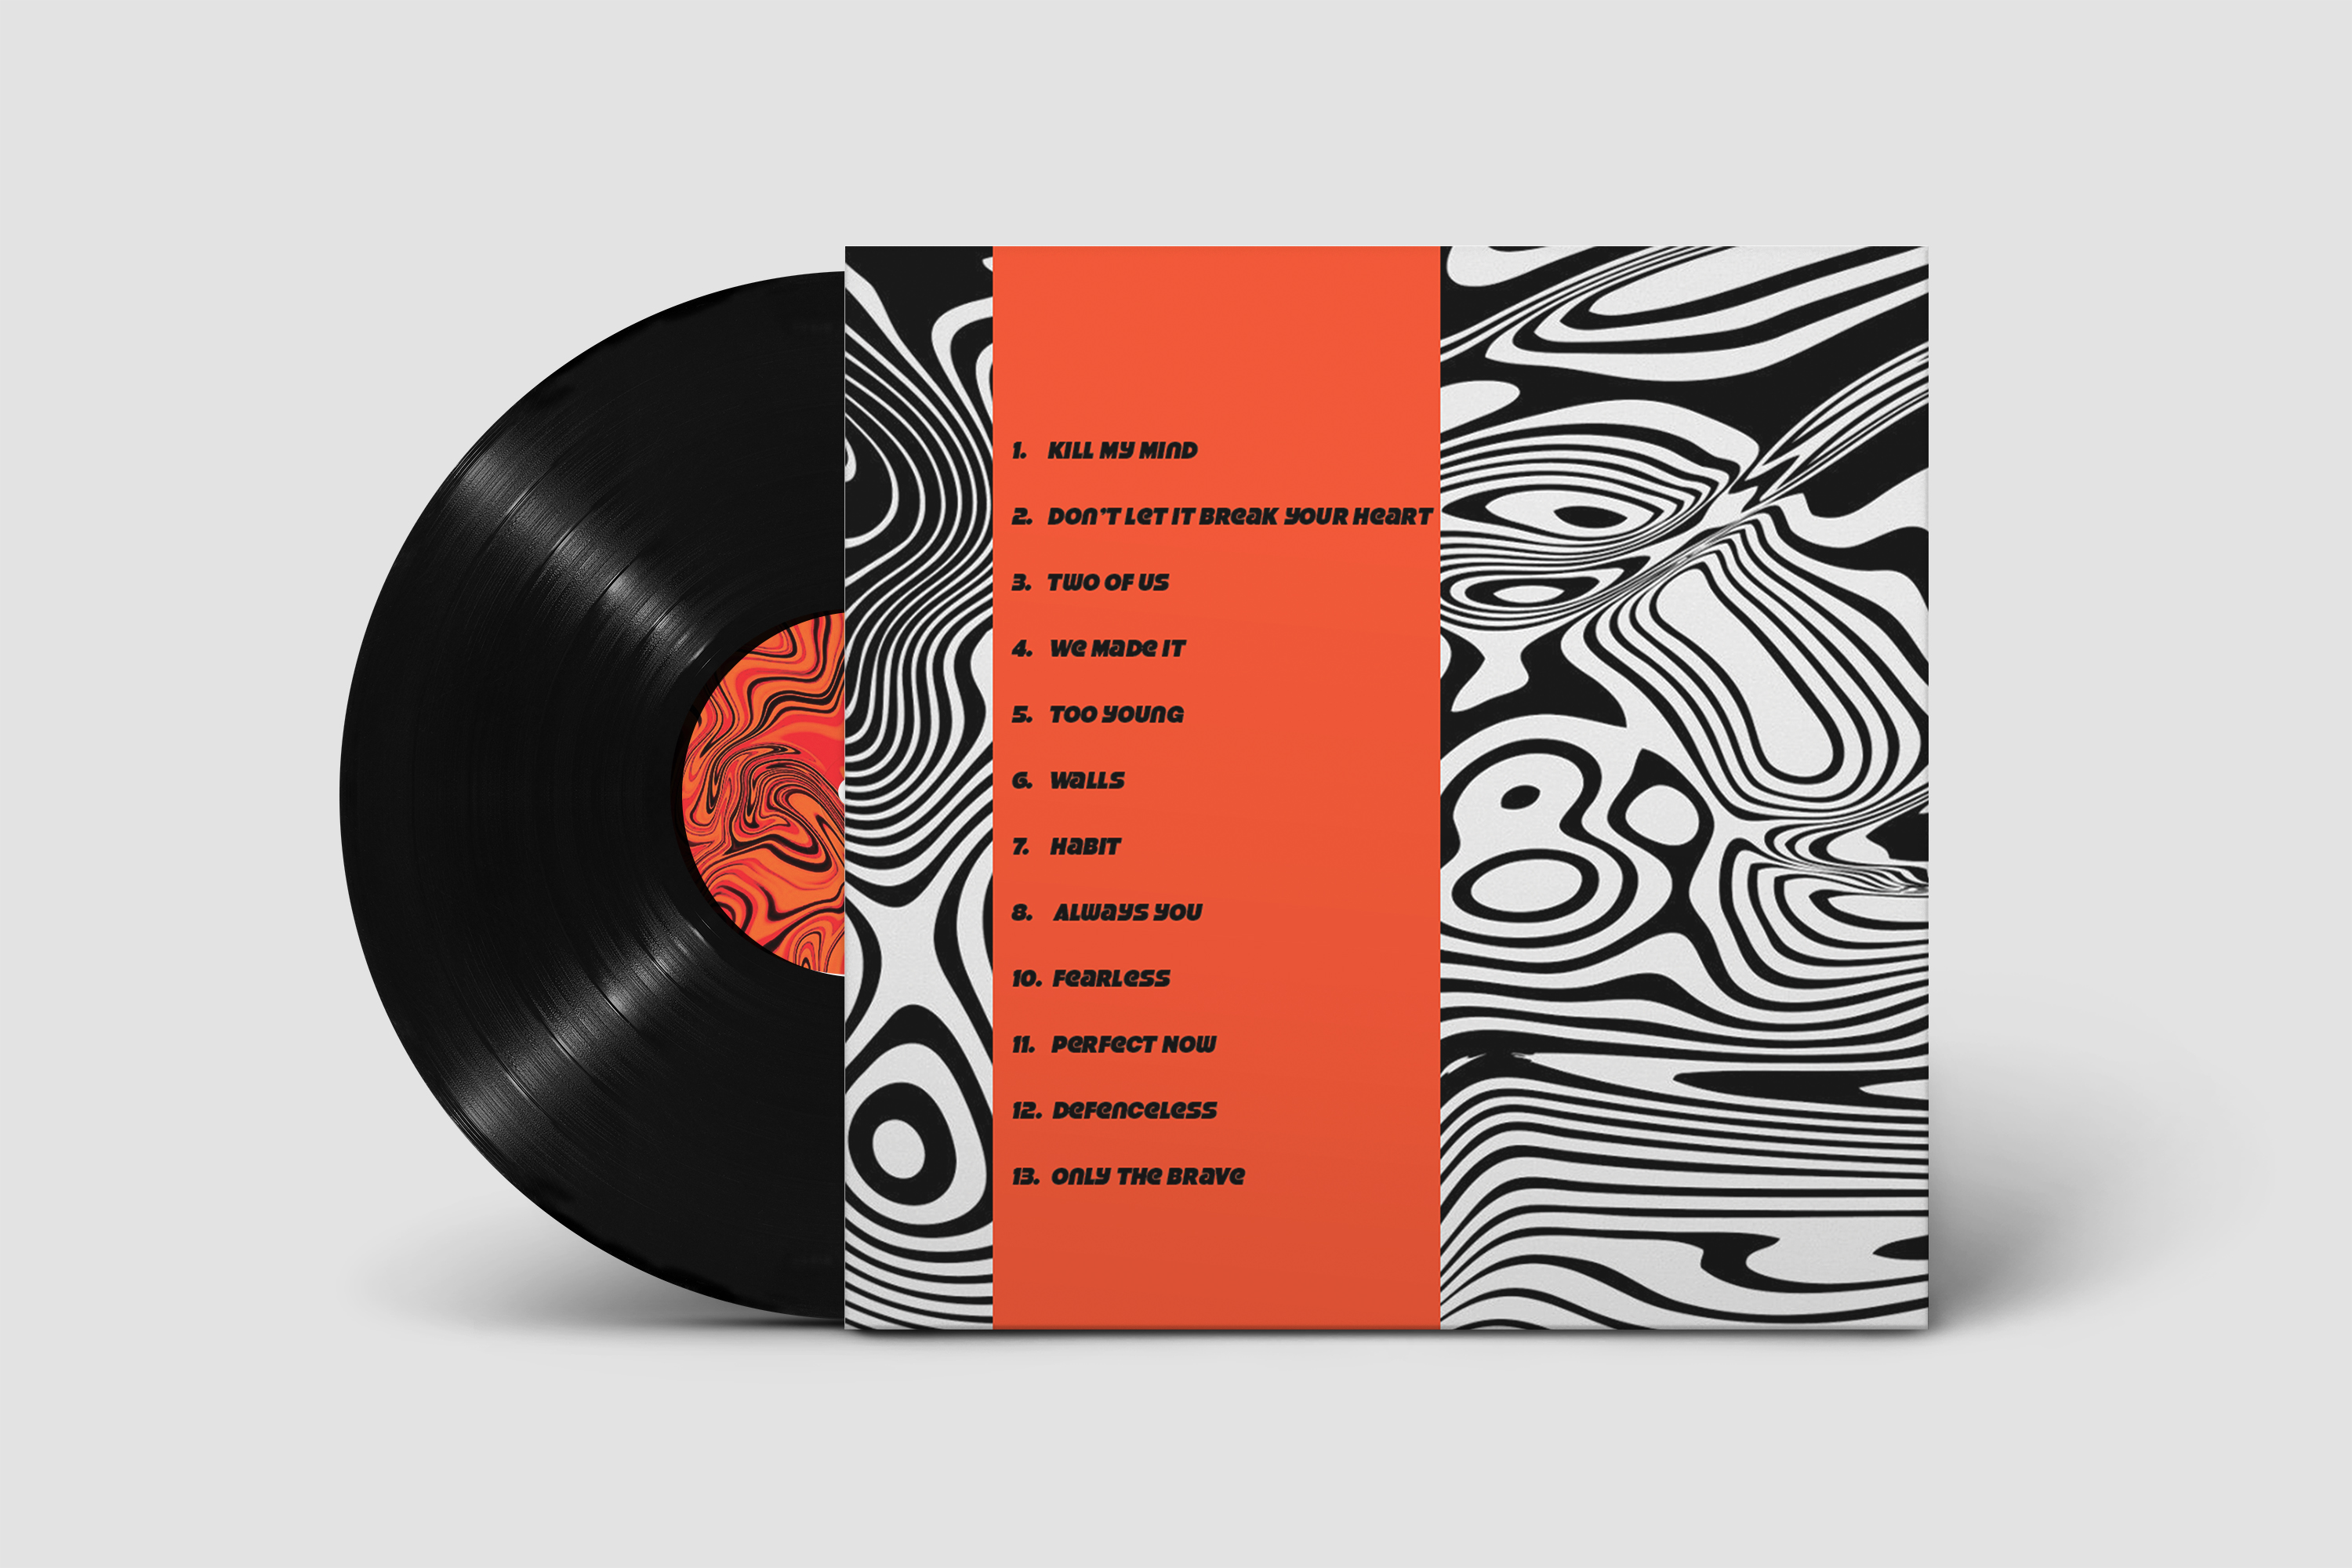 1. KILL MY MIND
2. DON'T LET IT BREAK YOUR HEART
3. TWO OF US
4. WE MADE IT
5. TOO YOUNG
6. WALLS
7. HABIT
8. ALWAYS YOU
10. FEARLESS
11. PERFECT NOW
12. DEFENCELESS
13. ONLY THE BRAVE